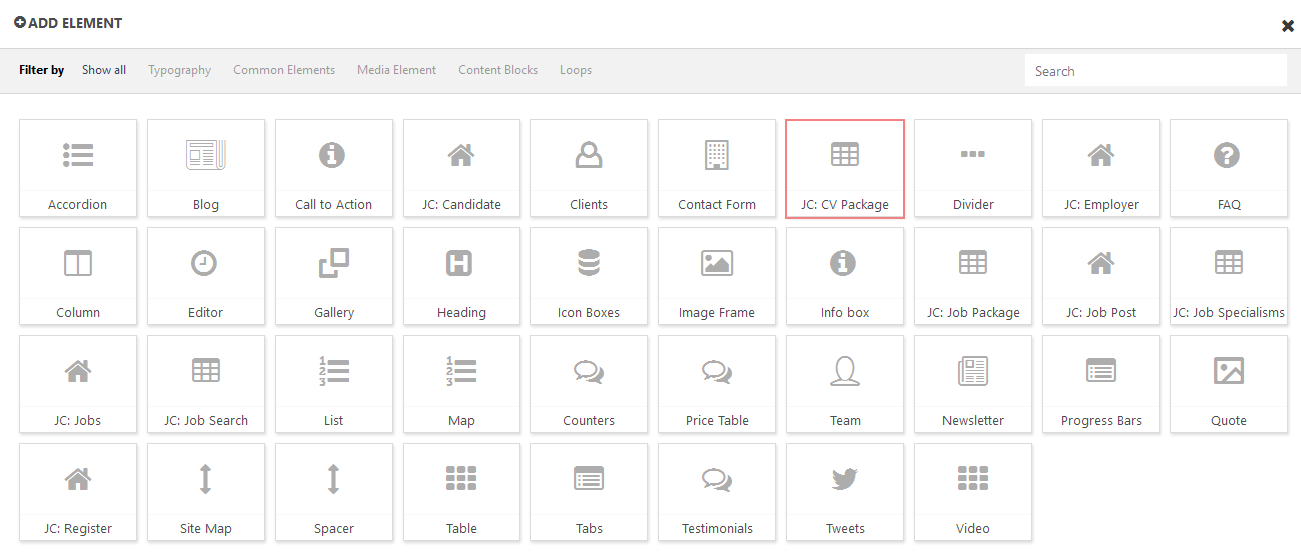 ADD ELEMENT
Filter by Show all Typography Common Elements Media Element Content Blocks Loops Search
Accordion Blog Call to Action JC: Candidate Clients Contact Form JC: CV Package Divider JC: Employer FAQ
Column Editor Gallery Heading Icon Boxes Image Frame Info box JC: Job Package JC: Job Post JC: Job Specialisms
JC: Jobs JC: Job Search List Map Counters Price Table Team Newsletter Progress Bars Quote
JC: Register Site Map Spacer Table Tabs Testimonials Tweets Video